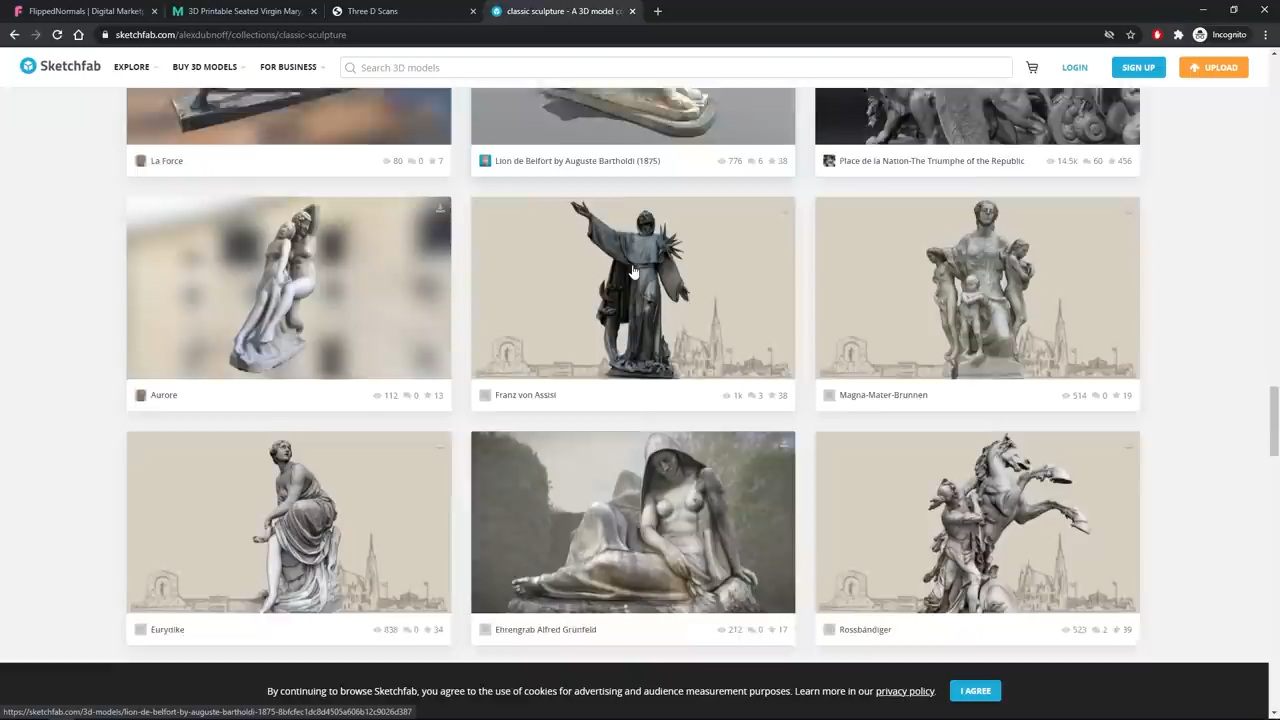 FlippedNormals | Digital Market
3D Printable Seated Virgin Mary
Three D Scans
classic sculpture - A 3D model co
Incognito
sketchfab.com/alexdubnoff/collections/classic-sculpture
Sketchfab
EXPLORE
BUY 3D MODELS
FOR BUSINESS
Search 3D models
LOGIN
SIGN UP
UPLOAD
La Force 80 0 7
Lion de Belfort by Auguste Bartholdi (1875) 776 6 38
Place de la Nation-The Triumphe of the Republic 14.5k 60 456
Aurore 112 0 13
Franz von Assisi 1k 3 38
Magna-Mater-Brunnen 514 0 19
Eurydike 838 0 34
Ehrengrab Alfred Grünfeld 212 0 17
Rossbändiger 523 2 39
By continuing to browse Sketchfab, you agree to the use of cookies for advertising and audience measurement purposes. Learn more in our privacy policy.
I AGREE
https://sketchfab.com/3d-models/lion-de-belfort-by-auguste-bartholdi-1875-8bfcfec1dc8d4505a606b12c9026d387